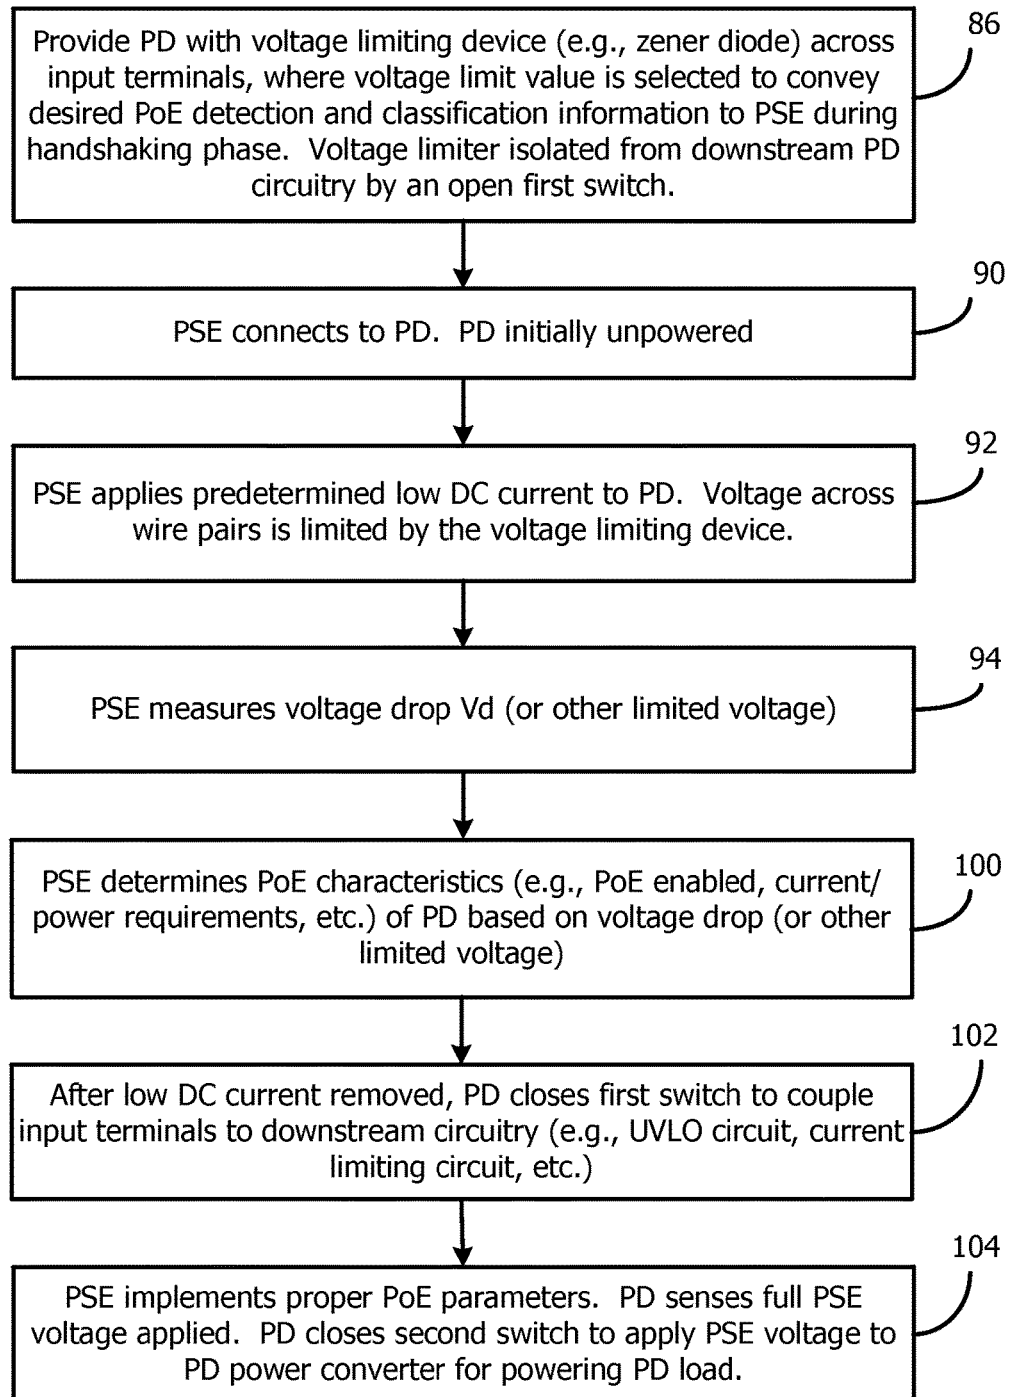 86
Provide PD with voltage limiting device (e.g., zener diode) across
input terminals, where voltage limit value is selected to convey
desired PoE detection and classification information to PSE during
handshaking phase. Voltage limiter isolated from downstream PD
circuitry by an open first switch.
90
PSE connects to PD. PD initially unpowered
92
PSE applies predetermined low DC current to PD. Voltage across
wire pairs is limited by the voltage limiting device.
94
PSE measures voltage drop Vd (or other limited voltage)
100
PSE determines PoE characteristics (e.g., PoE enabled, current/
power requirements, etc.) of PD based on voltage drop (or other
limited voltage)
102
After low DC current removed, PD closes first switch to couple
input terminals to downstream circuitry (e.g., UVLO circuit, current
limiting circuit, etc.)
104
PSE implements proper PoE parameters. PD senses full PSE
voltage applied. PD closes second switch to apply PSE voltage to
PD power converter for powering PD load.